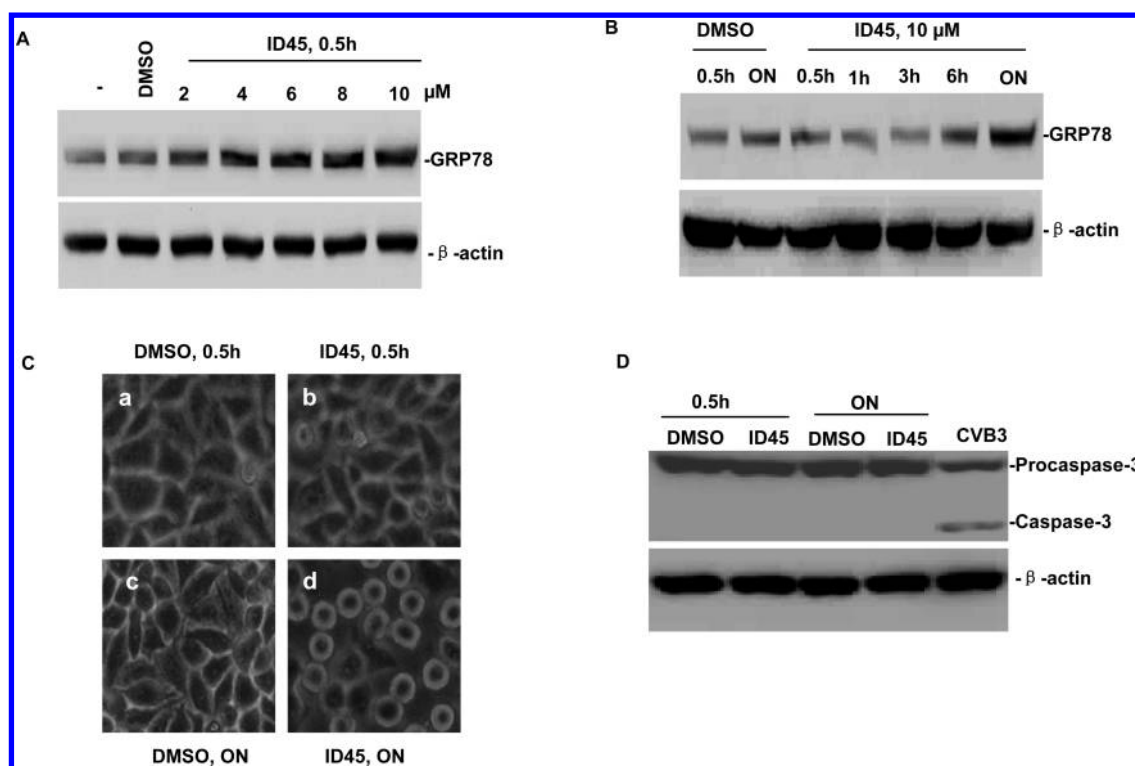 A
ID45, 0.5h
- DMSO 2 4 6 8 10 μM
-GRP78
-β-actin
B
DMSO ID45, 10 μM
0.5h ON 0.5h 1h 3h 6h ON
-GRP78
-β-actin
C
DMSO, 0.5h ID45, 0.5h
a b
c d
DMSO, ON ID45, ON
D
0.5h ON
DMSO ID45 DMSO ID45 CVB3
-Procaspase-3
-Caspase-3
-β-actin